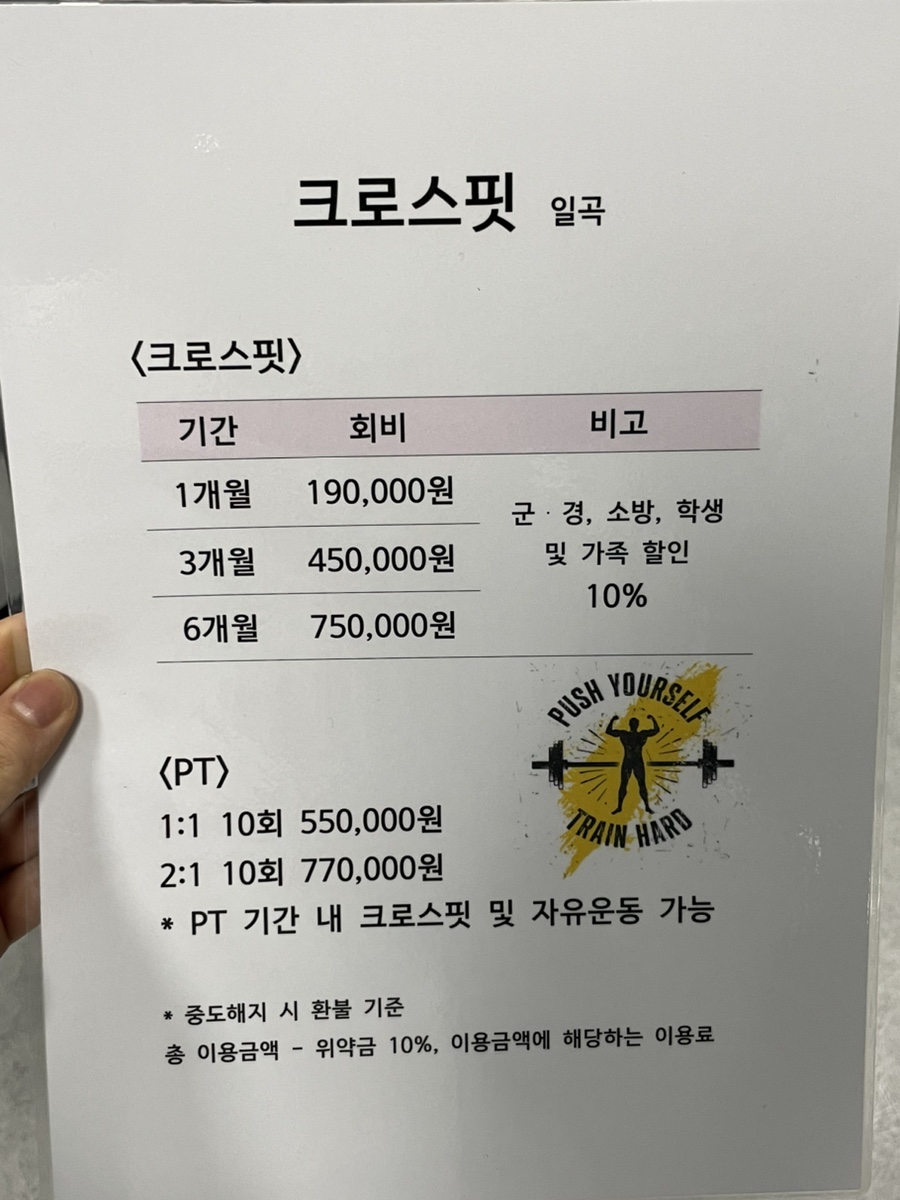 크로스핏 일곡
<크로스핏>
기간 회비 비고
1개월 190,000원
3개월 450,000원
6개월 750,000원
군·경, 소방, 학생
및 가족 할인
10%
PUSH YOURSELF
TRAIN HARD
<PT>
1:1 10회 550,000원
2:1 10회 770,000원
* PT 기간 내 크로스핏 및 자유운동 가능
* 중도해지 시 환불 기준
총 이용금액 - 위약금 10%, 이용금액에 해당하는 이용료